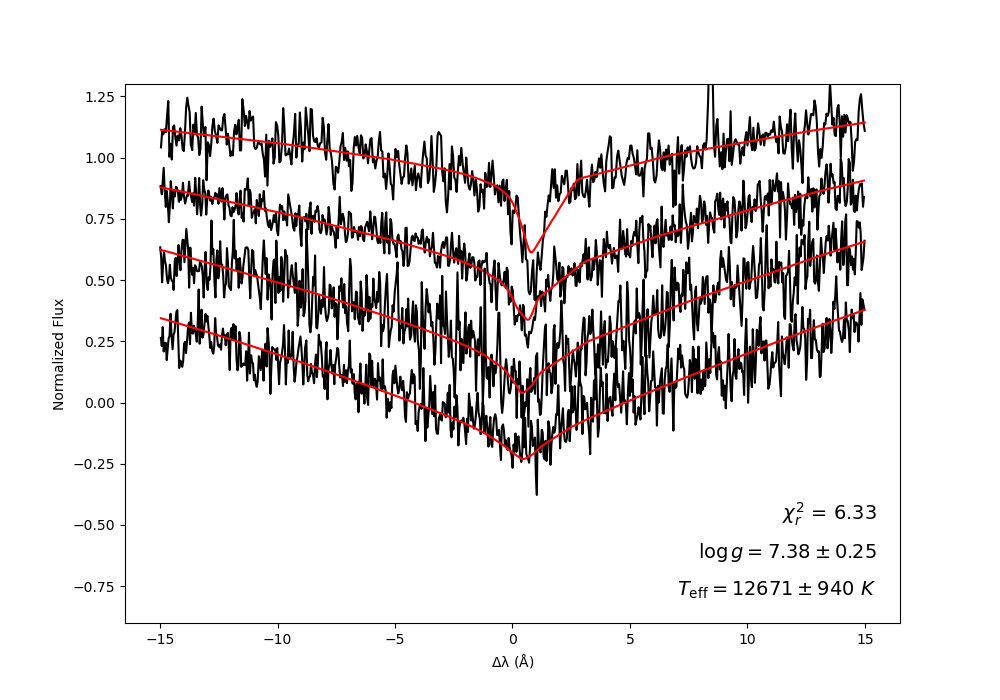 1.25
1.00
0.75
0.50
0.25
0.00
−0.25
−0.50
−0.75
Normalized Flux
χ²ᵣ = 6.33
log g = 7.38 ± 0.25
T_eff = 12671 ± 940 K
−15 −10 −5 0 5 10 15
Δλ (Å)